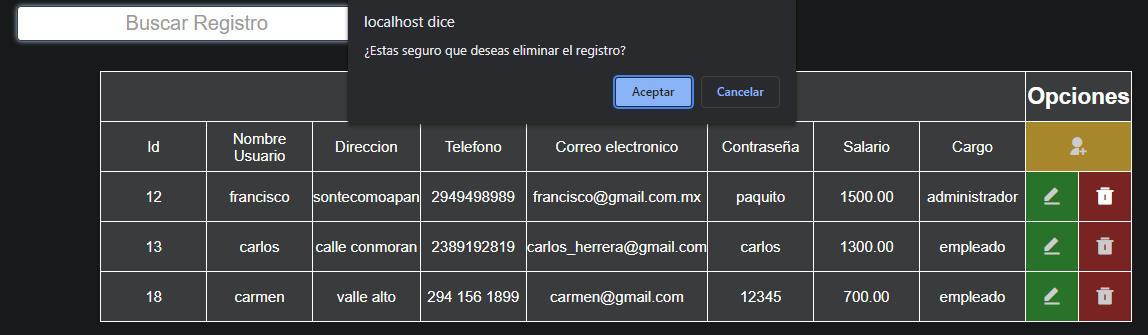 Buscar Registro
localhost dice
¿Estas seguro que deseas eliminar el registro?
Aceptar Cancelar
Opciones
Id Nombre Usuario Direccion Telefono Correo electronico Contraseña Salario Cargo
12 francisco sontecomoapan 2949498989 francisco@gmail.com.mx paquito 1500.00 administrador
13 carlos calle conmoran 2389192819 carlos_herrera@gmail.com carlos 1300.00 empleado
18 carmen valle alto 294 156 1899 carmen@gmail.com 12345 700.00 empleado